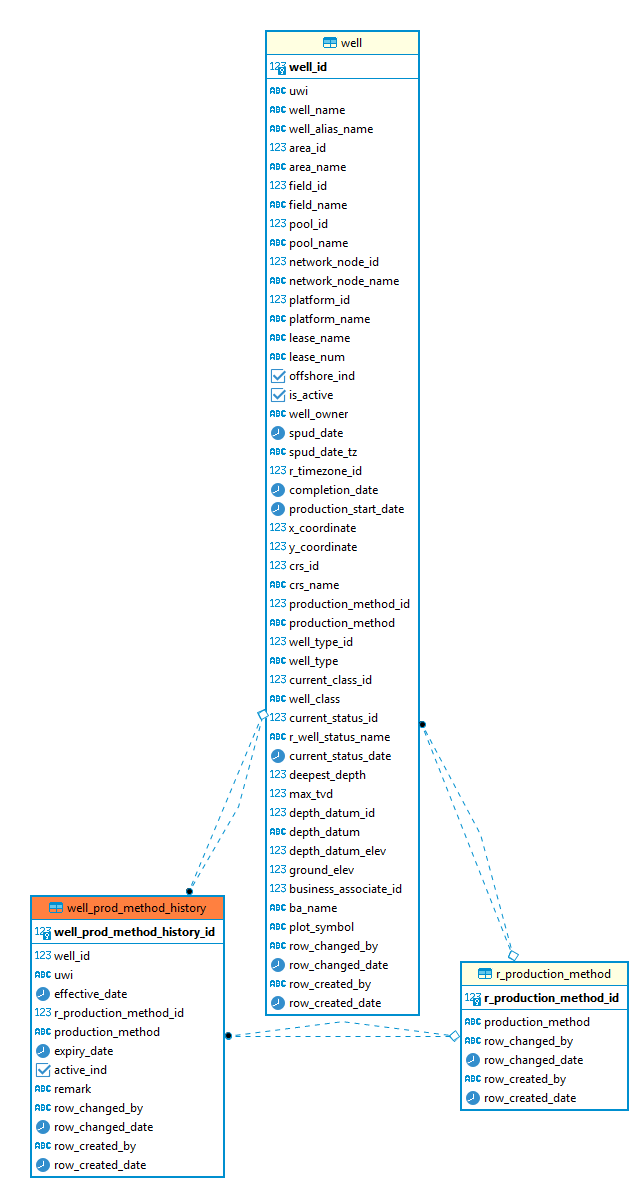 well
123 well_id
ABC uwi
ABC well_name
ABC well_alias_name
123 area_id
ABC area_name
123 field_id
ABC field_name
123 pool_id
ABC pool_name
123 network_node_id
ABC network_node_name
123 platform_id
ABC platform_name
ABC lease_name
ABC lease_num
offshore_ind
is_active
ABC well_owner
spud_date
ABC spud_date_tz
123 r_timezone_id
completion_date
production_start_date
123 x_coordinate
123 y_coordinate
123 crs_id
ABC crs_name
123 production_method_id
ABC production_method
123 well_type_id
ABC well_type
123 current_class_id
ABC well_class
123 current_status_id
ABC r_well_status_name
current_status_date
123 deepest_depth
123 max_tvd
123 depth_datum_id
ABC depth_datum
123 depth_datum_elev
123 ground_elev
123 business_associate_id
ABC ba_name
ABC plot_symbol
ABC row_changed_by
row_changed_date
ABC row_created_by
row_created_date
well_prod_method_history
123 well_prod_method_history_id
123 well_id
ABC uwi
effective_date
123 r_production_method_id
ABC production_method
expiry_date
active_ind
ABC remark
ABC row_changed_by
row_changed_date
ABC row_created_by
row_created_date
r_production_method
123 r_production_method_id
ABC production_method
ABC row_changed_by
row_changed_date
ABC row_created_by
row_created_date